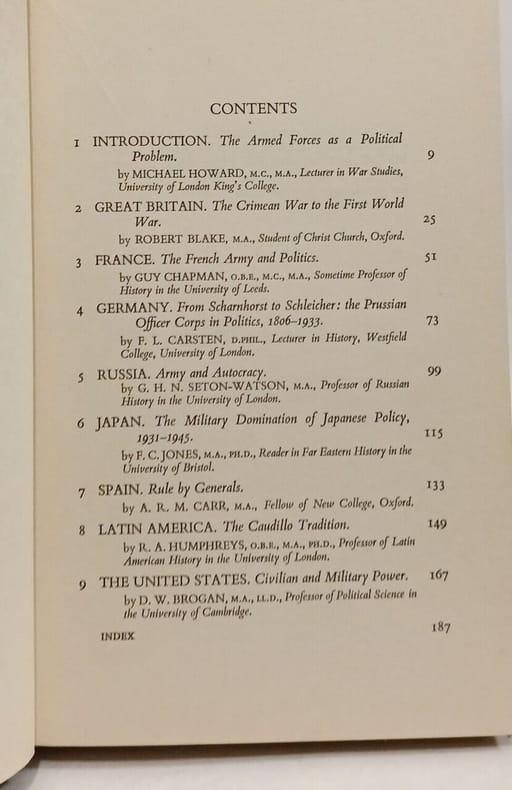 CONTENTS
1 INTRODUCTION. The Armed Forces as a Political
Problem. 9
by MICHAEL HOWARD, M.C., M.A., Lecturer in War Studies,
University of London King's College.
2 GREAT BRITAIN. The Crimean War to the First World
War. 25
by ROBERT BLAKE, M.A., Student of Christ Church, Oxford.
3 FRANCE. The French Army and Politics. 51
by GUY CHAPMAN, O.B.E., M.C., M.A., Sometime Professor of
History in the University of Leeds.
4 GERMANY. From Scharnhorst to Schleicher: the Prussian
Officer Corps in Politics, 1806–1933. 73
by F. L. CARSTEN, D.PHIL., Lecturer in History, Westfield
College, University of London.
5 RUSSIA. Army and Autocracy. 99
by G. H. N. SETON-WATSON, M.A., Professor of Russian
History in the University of London.
6 JAPAN. The Military Domination of Japanese Policy,
1931–1945. 115
by F. C. JONES, M.A., PH.D., Reader in Far Eastern History in the
University of Bristol.
7 SPAIN. Rule by Generals. 133
by A. R. M. CARR, M.A., Fellow of New College, Oxford.
8 LATIN AMERICA. The Caudillo Tradition. 149
by R. A. HUMPHREYS, O.B.E., M.A., PH.D., Professor of Latin
American History in the University of London.
9 THE UNITED STATES. Civilian and Military Power. 167
by D. W. BROGAN, M.A., LL.D., Professor of Political Science in
the University of Cambridge.
INDEX 187